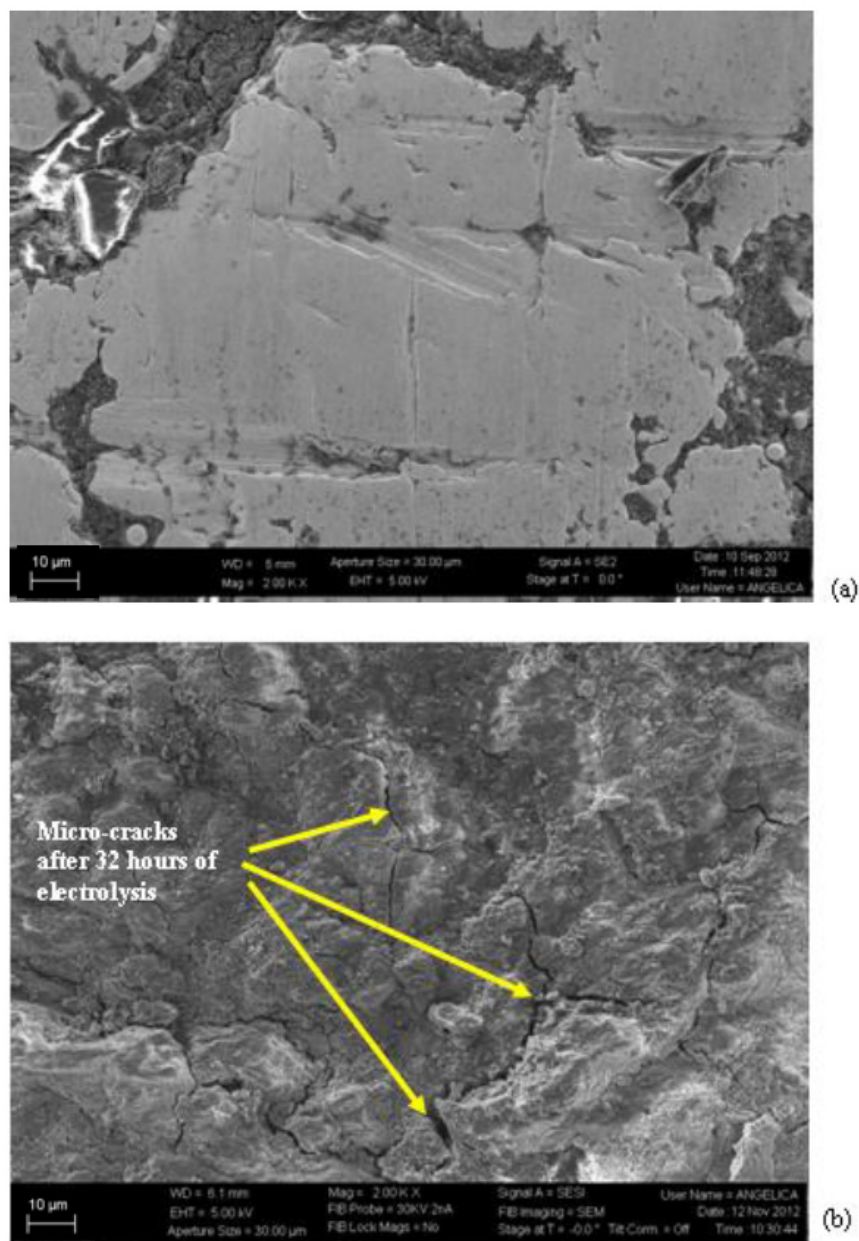 10 µm
WD = 5 mm
Mag = 2.00 K X
Aperture Size = 30.00 µm
EHT = 5.00 kV
Signal A = SE2
Stage at T = 0.0 °
Date :10 Sep 2012
Time :11:48:28
User Name = ANGELICA
(a)
Micro-cracks
after 32 hours of
electrolysis
10 µm
WD = 6.1 mm
EHT = 5.00 kV
Aperture Size = 30.00 µm
Mag = 2.00 K X
FIB Probe = 30KV:2nA
FIB Lock Mags = No
Signal A = SESI
FIB Imaging = SEM
Stage at T = -0.0 ° Tilt Corrn. = Off
User Name = ANGELICA
Date :12 Nov 2012
Time :10:30:44
(b)